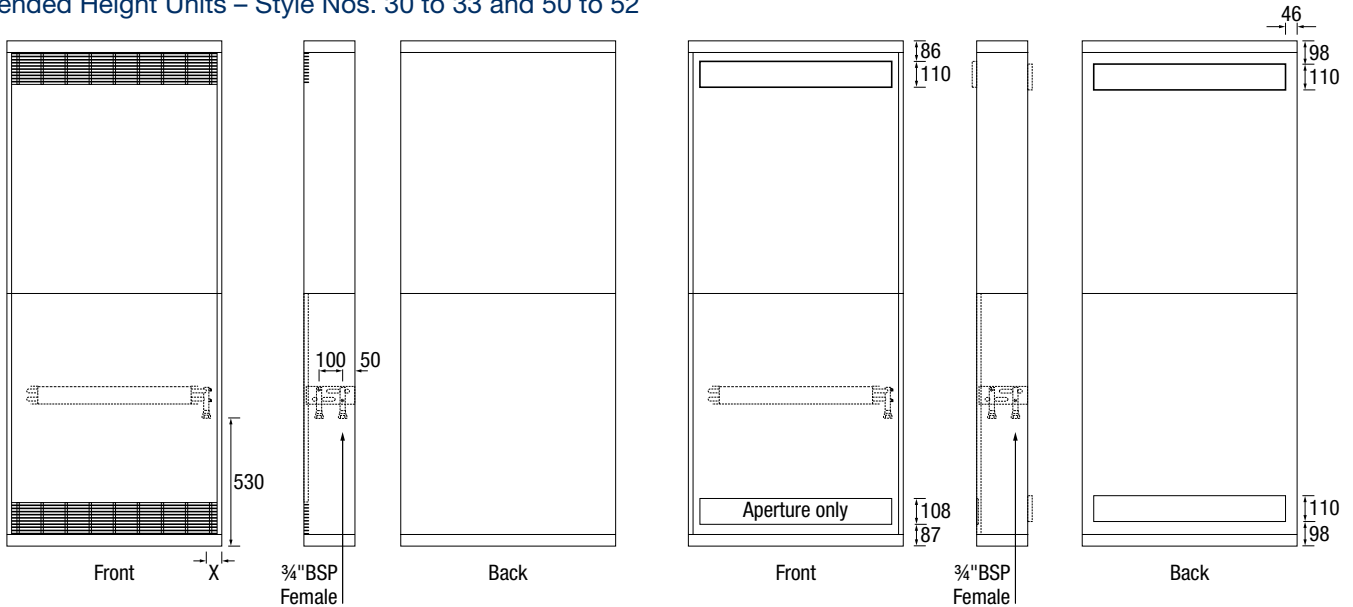 ended Height Units – Style Nos. 30 to 33 and 50 to 52
46
86
110
98
110
100 50
530
Aperture only
108
87
110
98
Front
X
¾"BSP
Female
Back
Front
¾"BSP
Female
Back